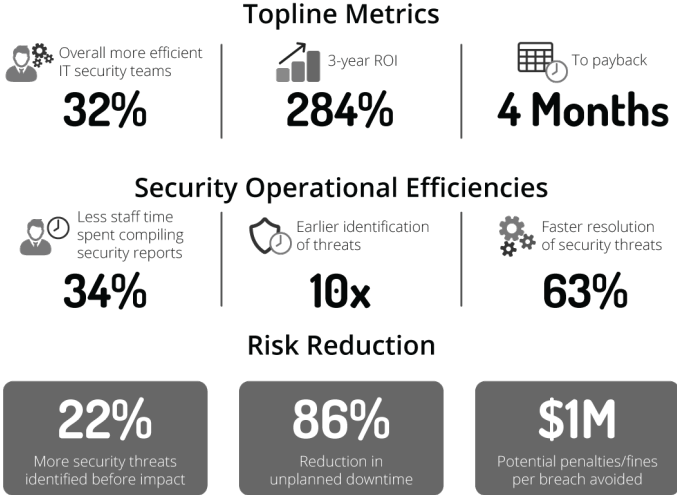 Topline Metrics
Overall more efficient
IT security teams
32%
3-year ROI
284%
To payback
4 Months
Security Operational Efficiencies
Less staff time
spent compiling
security reports
34%
Earlier identification
of threats
10x
Faster resolution
of security threats
63%
Risk Reduction
22%
More security threats
identified before impact
86%
Reduction in
unplanned downtime
$1M
Potential penalties/fines
per breach avoided